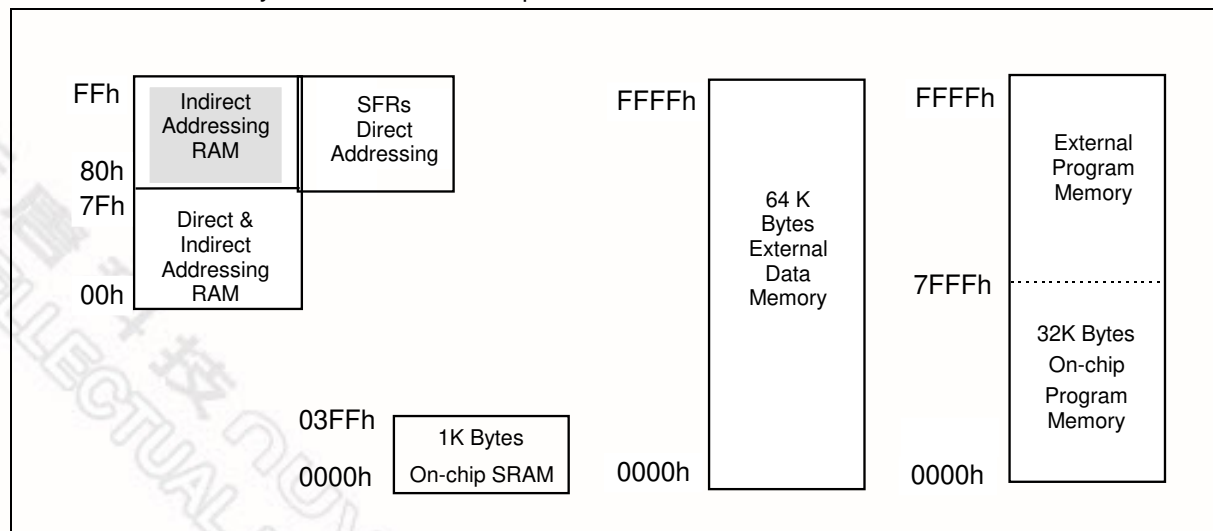 FFh
Indirect
Addressing
RAM
80h
SFRs
Direct
Addressing
7Fh
Direct &
Indirect
Addressing
RAM
00h
03FFh
1K Bytes
0000h
On-chip SRAM
FFFFh
64 K
Bytes
External
Data
Memory
0000h
FFFFh
External
Program
Memory
7FFFh
32K Bytes
On-chip
Program
Memory
0000h